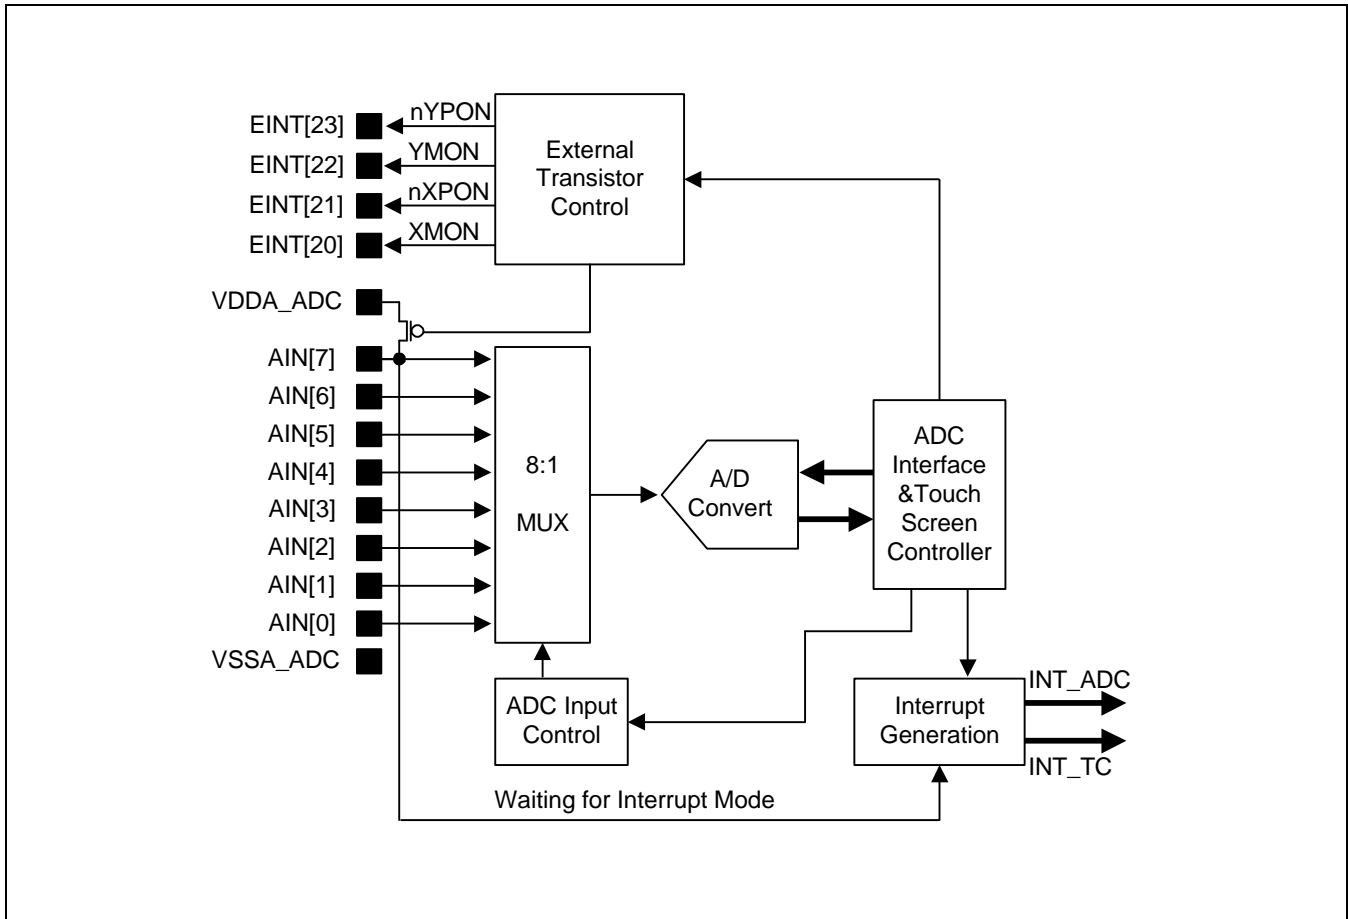 EINT[23]
nYPON
EINT[22]
YMON
EINT[21]
nXPON
EINT[20]
XMON
External
Transistor
Control
VDDA_ADC
AIN[7]
AIN[6]
AIN[5]
AIN[4]
AIN[3]
AIN[2]
AIN[1]
AIN[0]
VSSA_ADC
8:1
MUX
A/D
Convert
ADC
Interface
&Touch
Screen
Controller
ADC Input
Control
Interrupt
Generation
INT_ADC
INT_TC
Waiting for Interrupt Mode